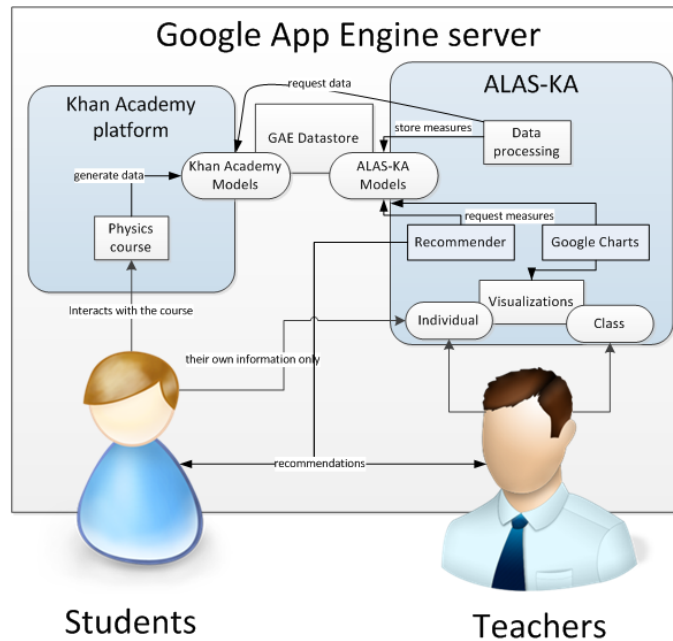 Google App Engine server
Khan Academy
platform
ALAS-KA
request data
GAE Datastore
store measures
Data
processing
Khan Academy
Models
ALAS-KA
Models
generate data
Physics
course
request measures
Recommender
Google Charts
Visualizations
Individual
Class
Interacts with the course
their own information only
recommendations
Students
Teachers